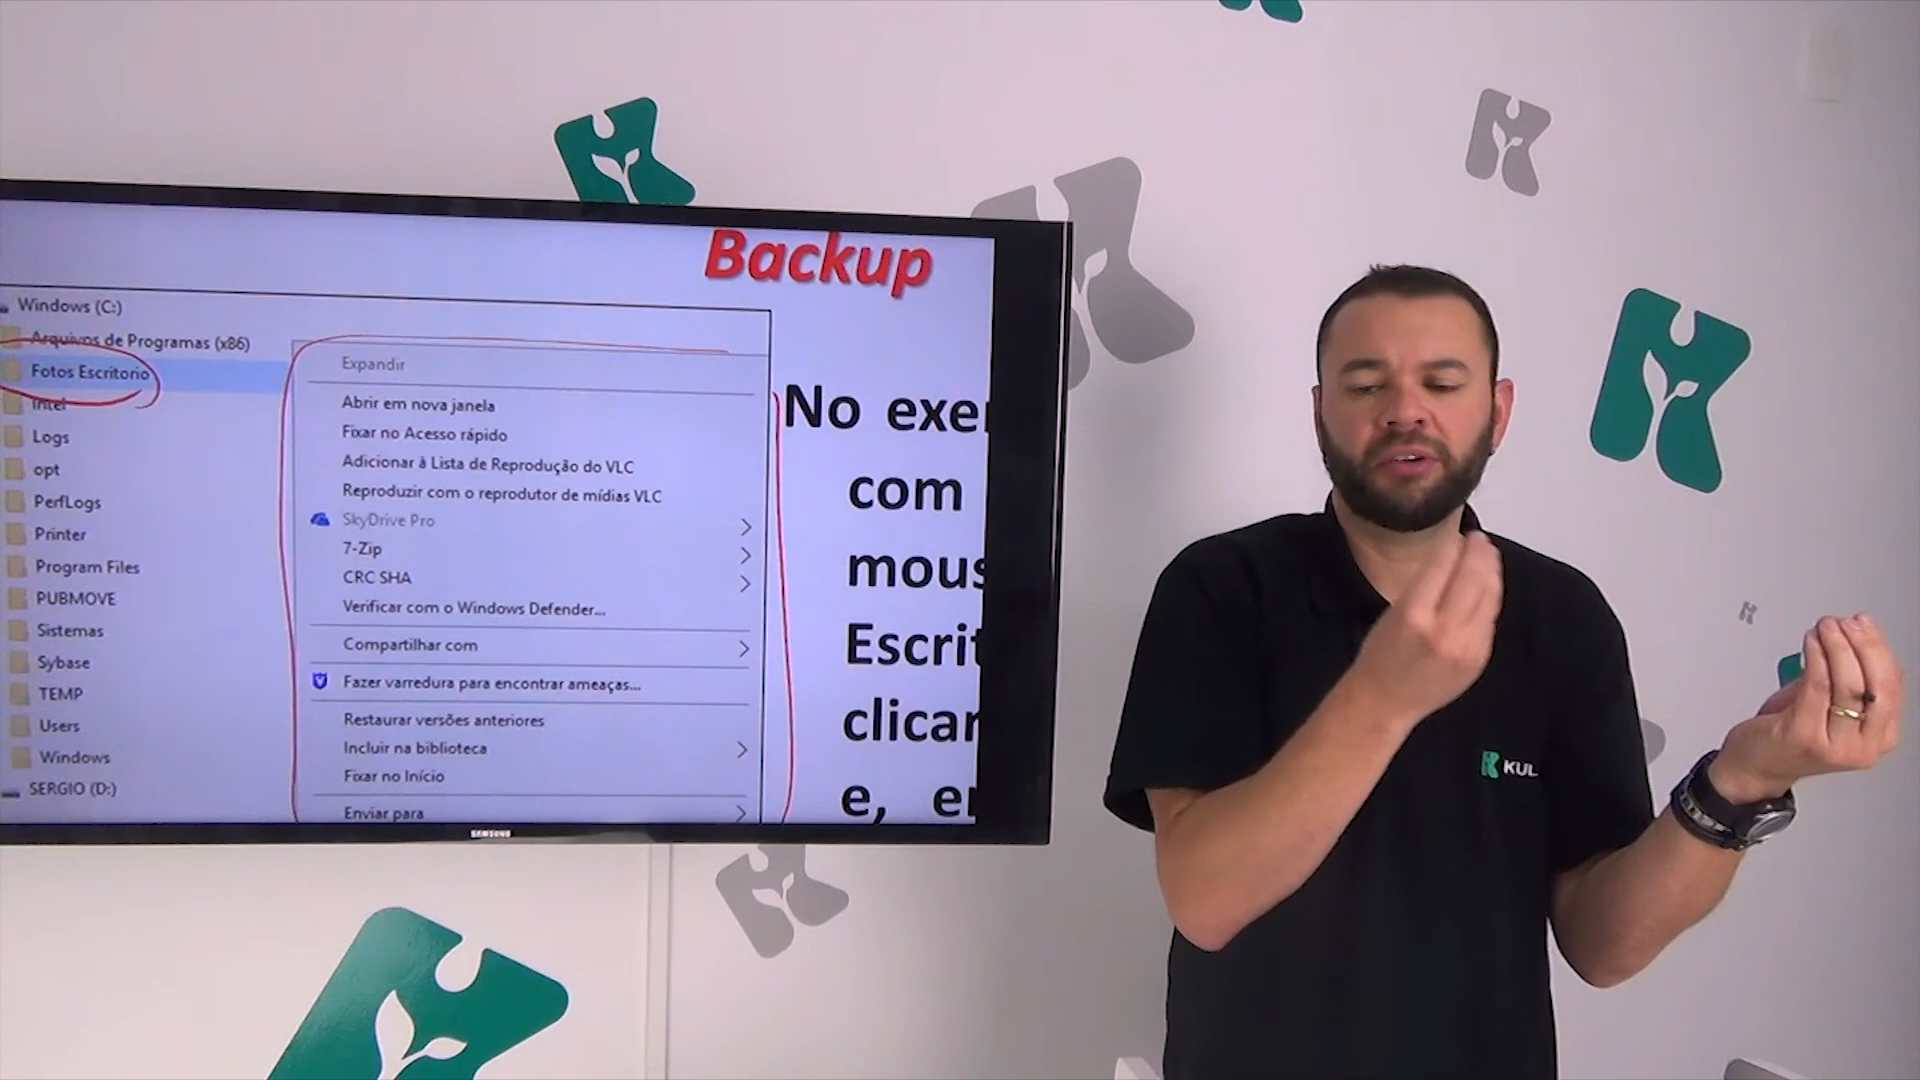 Backup
Windows (C:)
Arquivos de Programas (x86)
Fotos Escritorio
Intel
Logs
opt
PerfLogs
Printer
Program Files
PUBMOVE
Sistemas
Sybase
TEMP
Users
Windows
SERGIO (D:)
Expandir
Abrir em nova janela
Fixar no Acesso rápido
Adicionar à Lista de Reprodução do VLC
Reproduzir com o reprodutor de mídias VLC
SkyDrive Pro
7-Zip
CRC SHA
Verificar com o Windows Defender...
Compartilhar com
Fazer varredura para encontrar ameaças...
Restaurar versões anteriores
Incluir na biblioteca
Fixar no Início
Enviar para
No exe
com
mous
Escrit
clicar
e, e
SAMSUNG
KUL